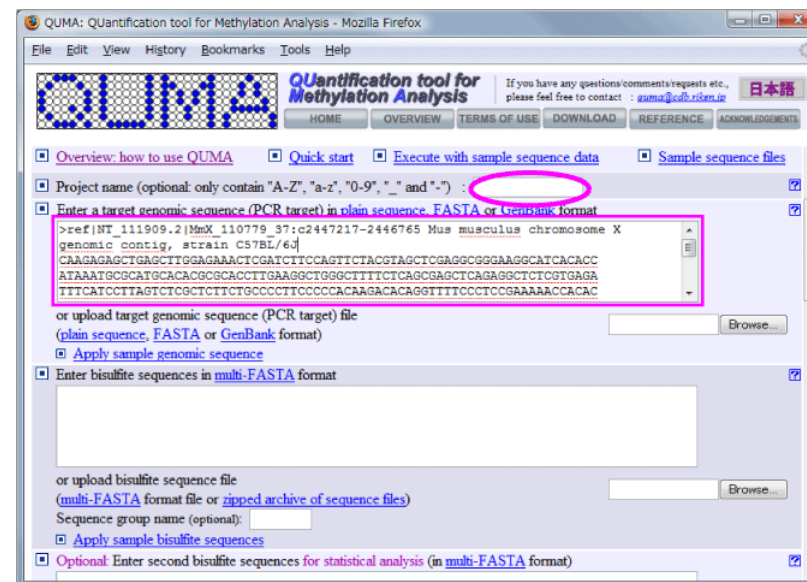 QUMA: QUantification tool for Methylation Analysis - Mozilla Firefox
File Edit View History Bookmarks Tools Help
QUMA
QUantification tool for
Methylation Analysis
If you have any questions/comments/requests etc.,
please feel free to contact : quma@cdb.riken.jp
日本語
HOME OVERVIEW TERMS OF USE DOWNLOAD REFERENCE ACKNOWLEDGEMENTS
Overview: how to use QUMA Quick start Execute with sample sequence data Sample sequence files
Project name (optional: only contain "A-Z", "a-z", "0-9", "_" and "-") :
Enter a target genomic sequence (PCR target) in plain sequence, FASTA or GenBank format
>ref|NT_111909.2|MmX_110779_37:c2447217-2446765 Mus musculus chromosome X
genomic contig, strain C57BL/6J
CAAGAGAGCTGAGCTTGGAGAAACTCGATCTTCCAGTTCTACGTAGCTCGAGGCGGGAAGGCATCACACC
ATAAATGCGCATGCACACGCGCACCTTGAAGGCTGGGCTTTTCTCAGCGAGCTCAGAGGCTCTCGTGAGA
TTTCATCCTTAGTCTCGCTCTTCTGCCCCTTCCCCCACAAGACACAGGTTTTCCCTCCGAAAAACCACAC
or upload target genomic sequence (PCR target) file
(plain sequence, FASTA or GenBank format)
Browse...
Apply sample genomic sequence
Enter bisulfite sequences in multi-FASTA format
or upload bisulfite sequence file
(multi-FASTA format file or zipped archive of sequence files)
Browse...
Sequence group name (optional):
Apply sample bisulfite sequences
Optional: Enter second bisulfite sequences for statistical analysis (in multi-FASTA format)